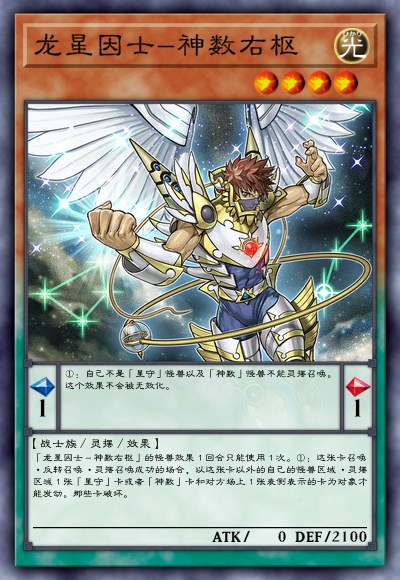 龙星因士－神数右枢
光
①：自己不是「星守」怪兽以及「神数」怪兽不能灵摆召唤。
这个效果不会被无效化。
1
1
【战士族／灵摆／效果】
「龙星因士－神数右枢」的怪兽效果1回合只能使用1次。①：这张卡召唤
·反转召唤·灵摆召唤成功的场合，以这张卡以外的自己的怪兽区域·灵摆
区域1张「星守」卡或者「神数」卡和对方场上1张表侧表示的卡为对象才
能发动。那些卡破坏。
ATK/ 0 DEF/2100